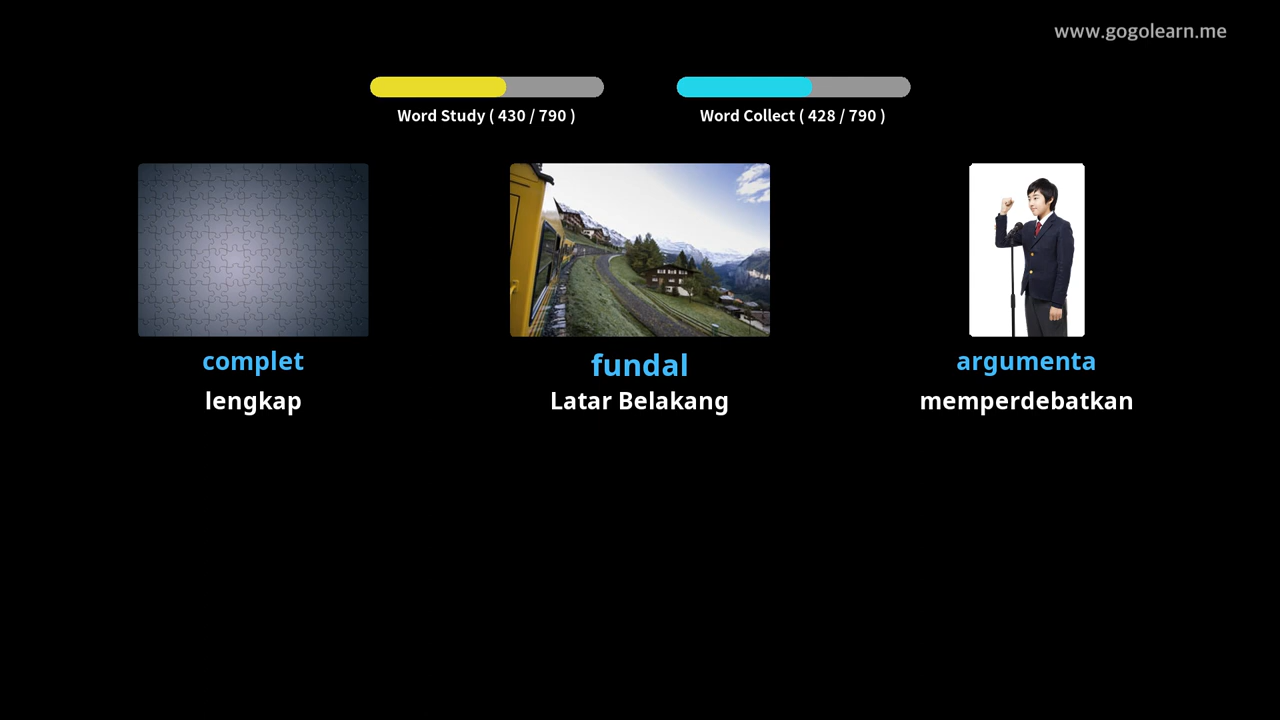 www.gogolearn.me
Word Study ( 430 / 790 )
Word Collect ( 428 / 790 )
complet
lengkap
fundal
Latar Belakang
argumenta
memperdebatkan